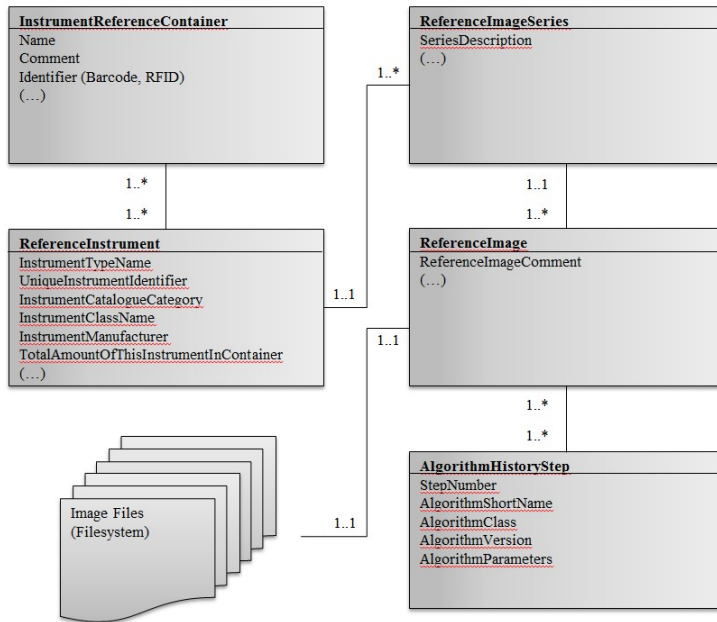 InstrumentReferenceContainer
Name
Comment
Identifier (Barcode, RFID)
(…)
ReferenceImageSeries
SeriesDescription
(…)
1..*
1..*
1..*
1..1
1..*
ReferenceInstrument
InstrumentTypeName
UniqueInstrumentIdentifier
InstrumentCatalogueCategory
InstrumentClassName
InstrumentManufacturer
TotalAmountOfThisInstrumentInContainer
(…)
1..1
ReferenceImage
ReferenceImageComment
(…)
1..1
1..*
1..*
Image Files
(Filesystem)
1..1
AlgorithmHistoryStep
StepNumber
AlgorithmShortName
AlgorithmClass
AlgorithmVersion
AlgorithmParameters